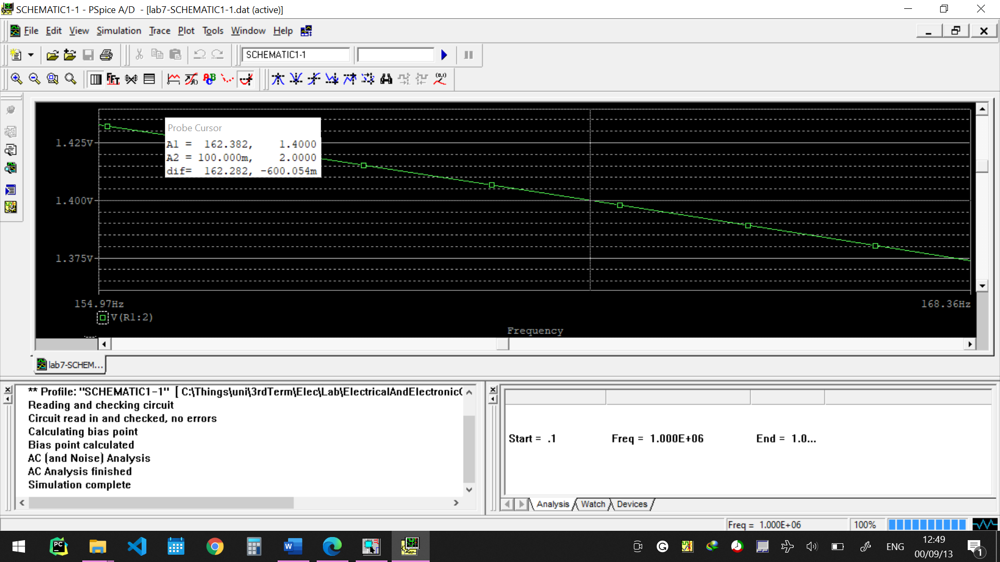 SCHEMATIC1-1 - PSpice A/D - [lab7-SCHEMATIC1-1.dat (active)]
File Edit View Simulation Trace Plot Tools Window Help
SCHEMATIC1-1
Probe Cursor
A1 = 162.382, 1.4000
A2 = 100.000m, 2.0000
dif= 162.282, -600.054m
1.425V
1.400V
1.375V
154.97Hz
168.36Hz
V(R1:2)
Frequency
lab7-SCHEM...
** Profile: "SCHEMATIC1-1" [ C:\Things\uni\3rdTerm\Elec\Lab\ElectricalAndElectronic
Reading and checking circuit
Circuit read in and checked, no errors
Calculating bias point
Bias point calculated
AC (and Noise) Analysis
AC Analysis finished
Simulation complete
Start = .1 Freq = 1.000E+06 End = 1.0...
Analysis Watch Devices
Freq = 1.000E+06 100%
ENG
12:49
00/09/13
1